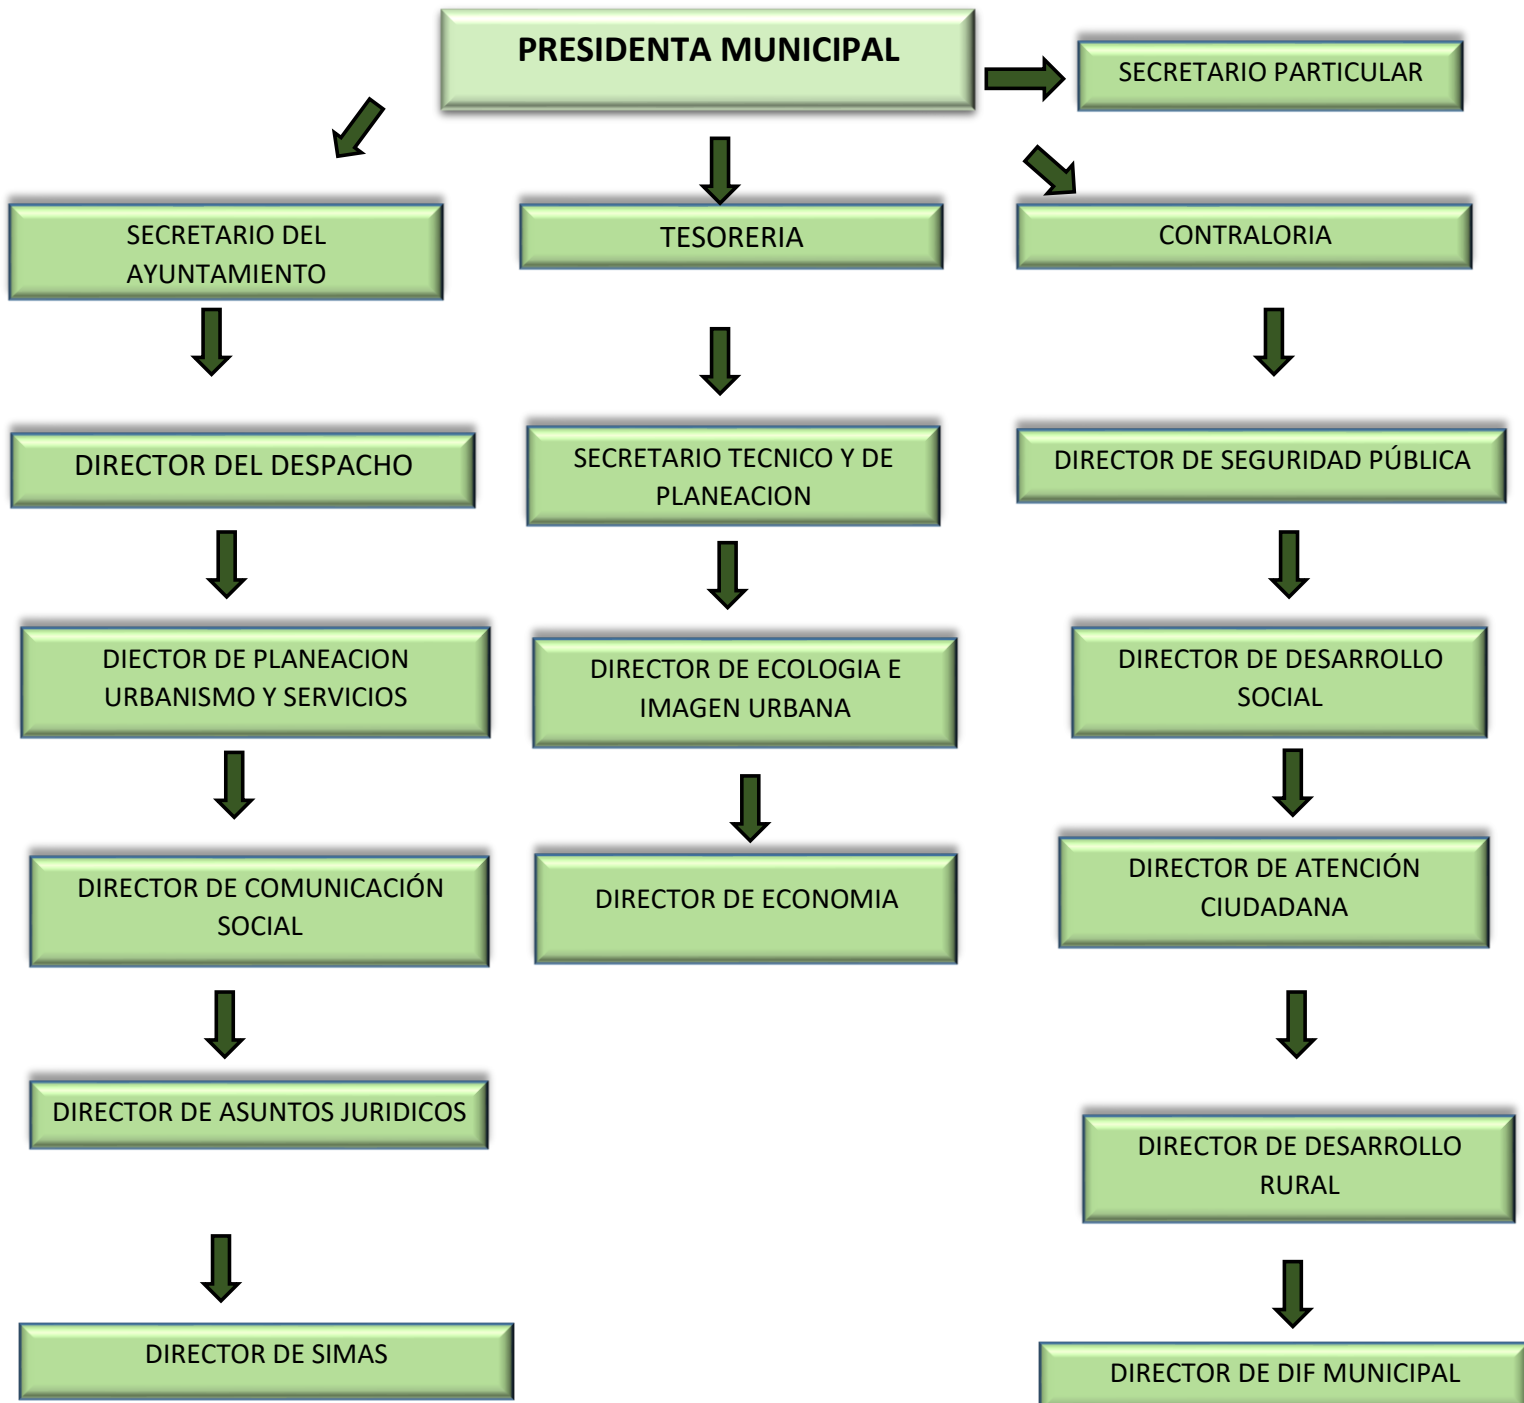 PRESIDENTA MUNICIPAL
SECRETARIO PARTICULAR
SECRETARIO DEL
AYUNTAMIENTO
TESORERIA
CONTRALORIA
DIRECTOR DEL DESPACHO
SECRETARIO TECNICO Y DE
PLANEACION
DIRECTOR DE SEGURIDAD PÚBLICA
DIECTOR DE PLANEACION
URBANISMO Y SERVICIOS
DIRECTOR DE ECOLOGIA E
IMAGEN URBANA
DIRECTOR DE DESARROLLO
SOCIAL
DIRECTOR DE COMUNICACIÓN
SOCIAL
DIRECTOR DE ECONOMIA
DIRECTOR DE ATENCIÓN
CIUDADANA
DIRECTOR DE ASUNTOS JURIDICOS
DIRECTOR DE DESARROLLO
RURAL
DIRECTOR DE SIMAS
DIRECTOR DE DIF MUNICIPAL